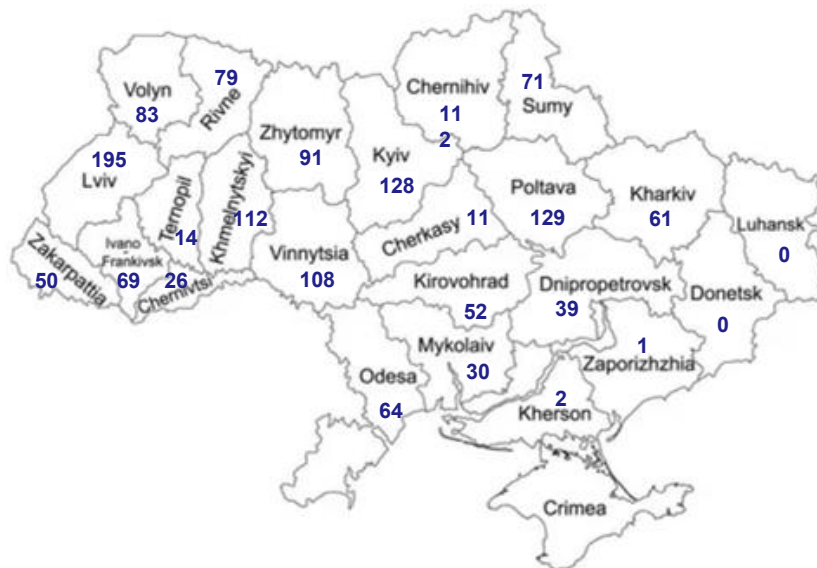 Volyn
83
79
Rivne
Zhytomyr
91
Kyiv
128
Chernihiv
11
2
71
Sumy
195
Lviv
Ternopil
14
Khmelnytskyi
112
Vinnytsia
108
Cherkasy
11
Poltava
129
Kharkiv
61
Luhansk
0
Zakarpattia
50
Ivano
Frankivsk
69
26
Chernivtsi
Kirovohrad
52
Dnipropetrovsk
39
Donetsk
0
Odesa
64
Mykolaiv
30
1
Zaporizhzhia
2
Kherson
Crimea